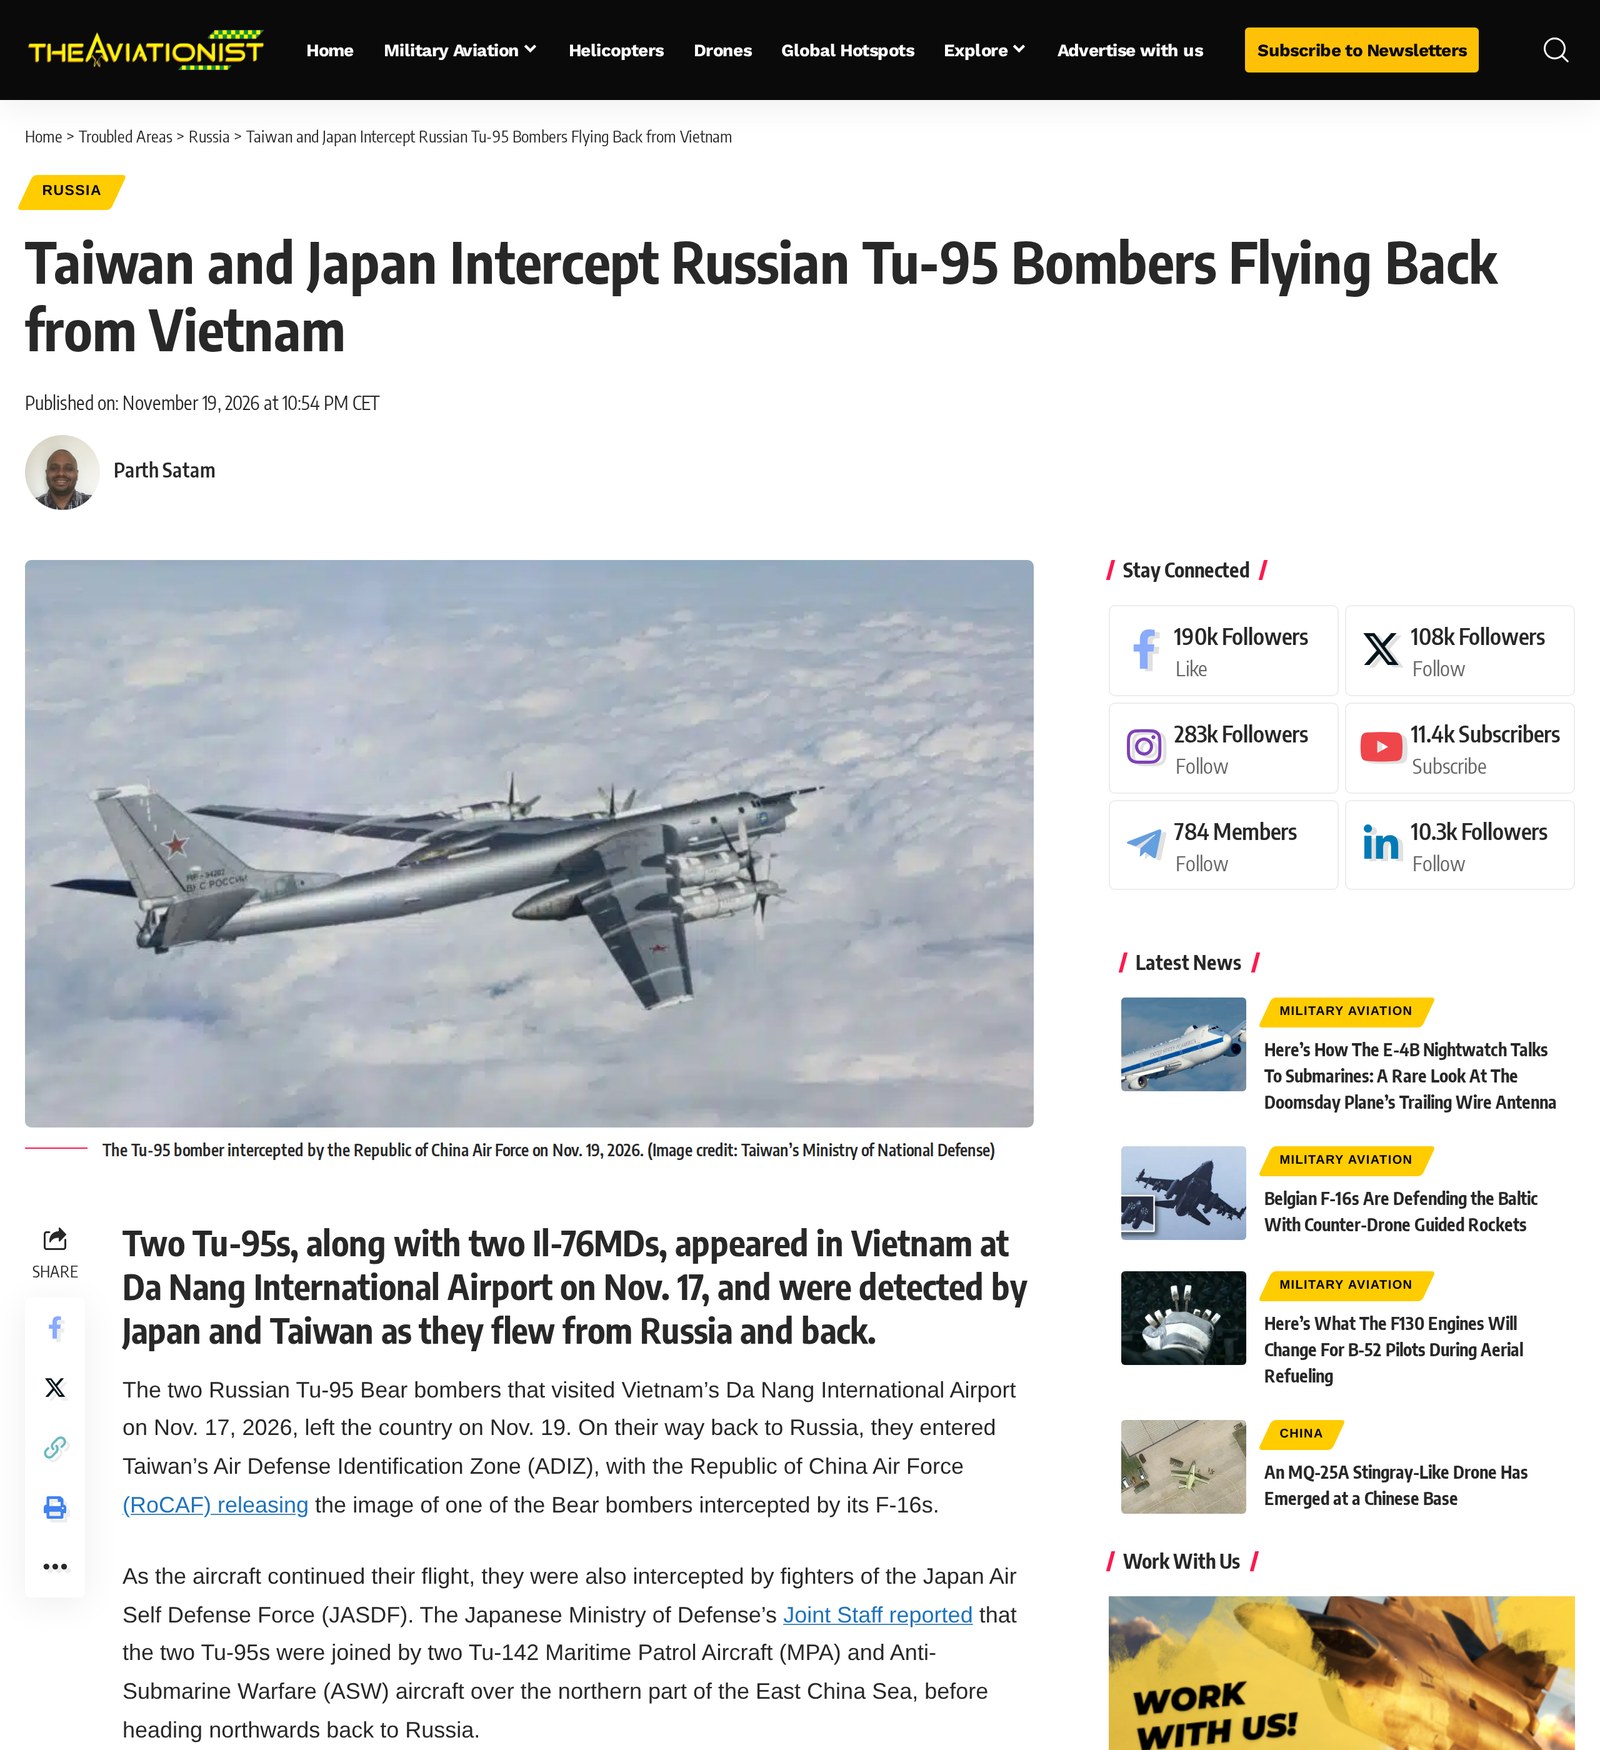 THEAVIATIONIST
Home
Military Aviation
Helicopters
Drones
Global Hotspots
Explore
Advertise with us
Subscribe to Newsletters
Home > Troubled Areas > Russia > Taiwan and Japan Intercept Russian Tu-95 Bombers Flying Back from Vietnam
RUSSIA
Taiwan and Japan Intercept Russian Tu-95 Bombers Flying Back
from Vietnam
Published on: November 19, 2026 at 10:54 PM CET
Parth Satam
ВКС РОССИИ
The Tu-95 bomber intercepted by the Republic of China Air Force on Nov. 19, 2026. (Image credit: Taiwan’s Ministry of National Defense)
SHARE
Two Tu-95s, along with two Il-76MDs, appeared in Vietnam at
Da Nang International Airport on Nov. 17, and were detected by
Japan and Taiwan as they flew from Russia and back.
The two Russian Tu-95 Bear bombers that visited Vietnam’s Da Nang International Airport
on Nov. 17, 2026, left the country on Nov. 19. On their way back to Russia, they entered
Taiwan’s Air Defense Identification Zone (ADIZ), with the Republic of China Air Force
(RoCAF) releasing the image of one of the Bear bombers intercepted by its F-16s.
As the aircraft continued their flight, they were also intercepted by fighters of the Japan Air
Self Defense Force (JASDF). The Japanese Ministry of Defense’s Joint Staff reported that
the two Tu-95s were joined by two Tu-142 Maritime Patrol Aircraft (MPA) and Anti-
Submarine Warfare (ASW) aircraft over the northern part of the East China Sea, before
heading northwards back to Russia.
Stay Connected
190k Followers
Like
108k Followers
Follow
283k Followers
Follow
11.4k Subscribers
Subscribe
784 Members
Follow
10.3k Followers
Follow
Latest News
MILITARY AVIATION
Here’s How The E-4B Nightwatch Talks
To Submarines: A Rare Look At The
Doomsday Plane’s Trailing Wire Antenna
MILITARY AVIATION
Belgian F-16s Are Defending the Baltic
With Counter-Drone Guided Rockets
MILITARY AVIATION
Here’s What The F130 Engines Will
Change For B-52 Pilots During Aerial
Refueling
CHINA
An MQ-25A Stingray-Like Drone Has
Emerged at a Chinese Base
Work With Us
WORK
WITH US!